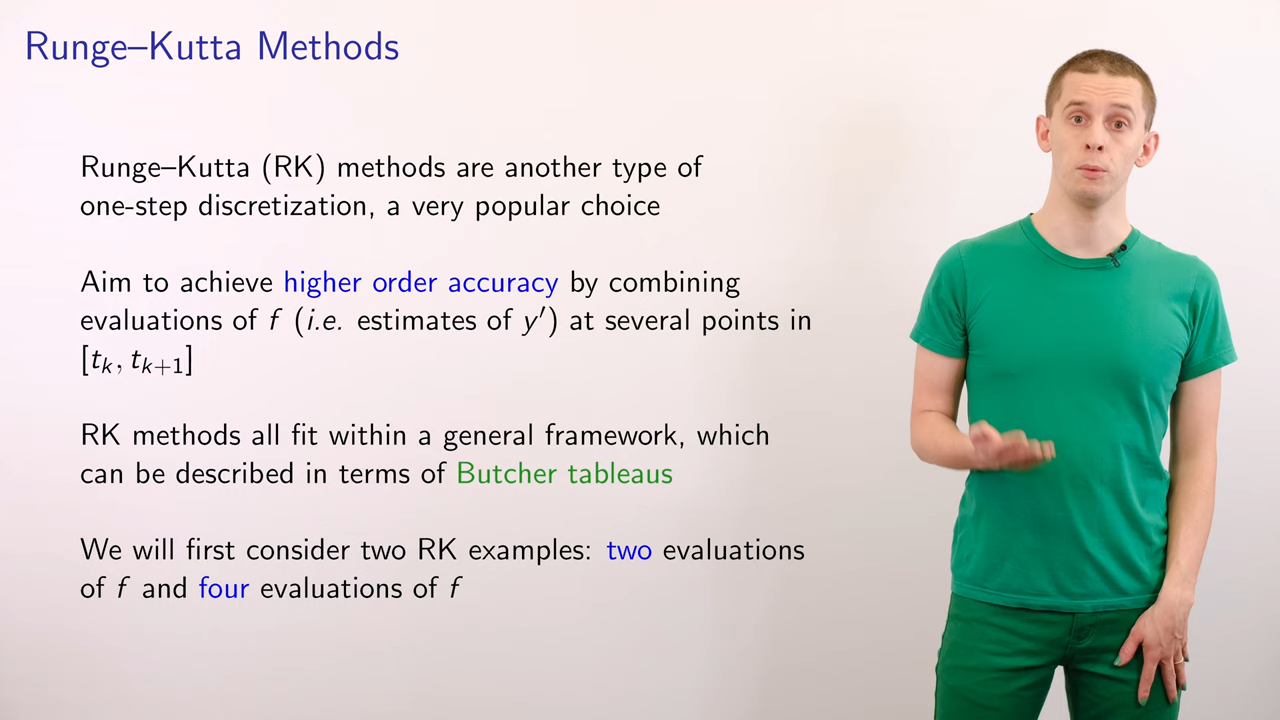 Runge–Kutta Methods
Runge–Kutta (RK) methods are another type of
one-step discretization, a very popular choice
Aim to achieve higher order accuracy by combining
evaluations of f (i.e. estimates of y′) at several points in
[tₖ, tₖ₊₁]
RK methods all fit within a general framework, which
can be described in terms of Butcher tableaus
We will first consider two RK examples: two evaluations
of f and four evaluations of f